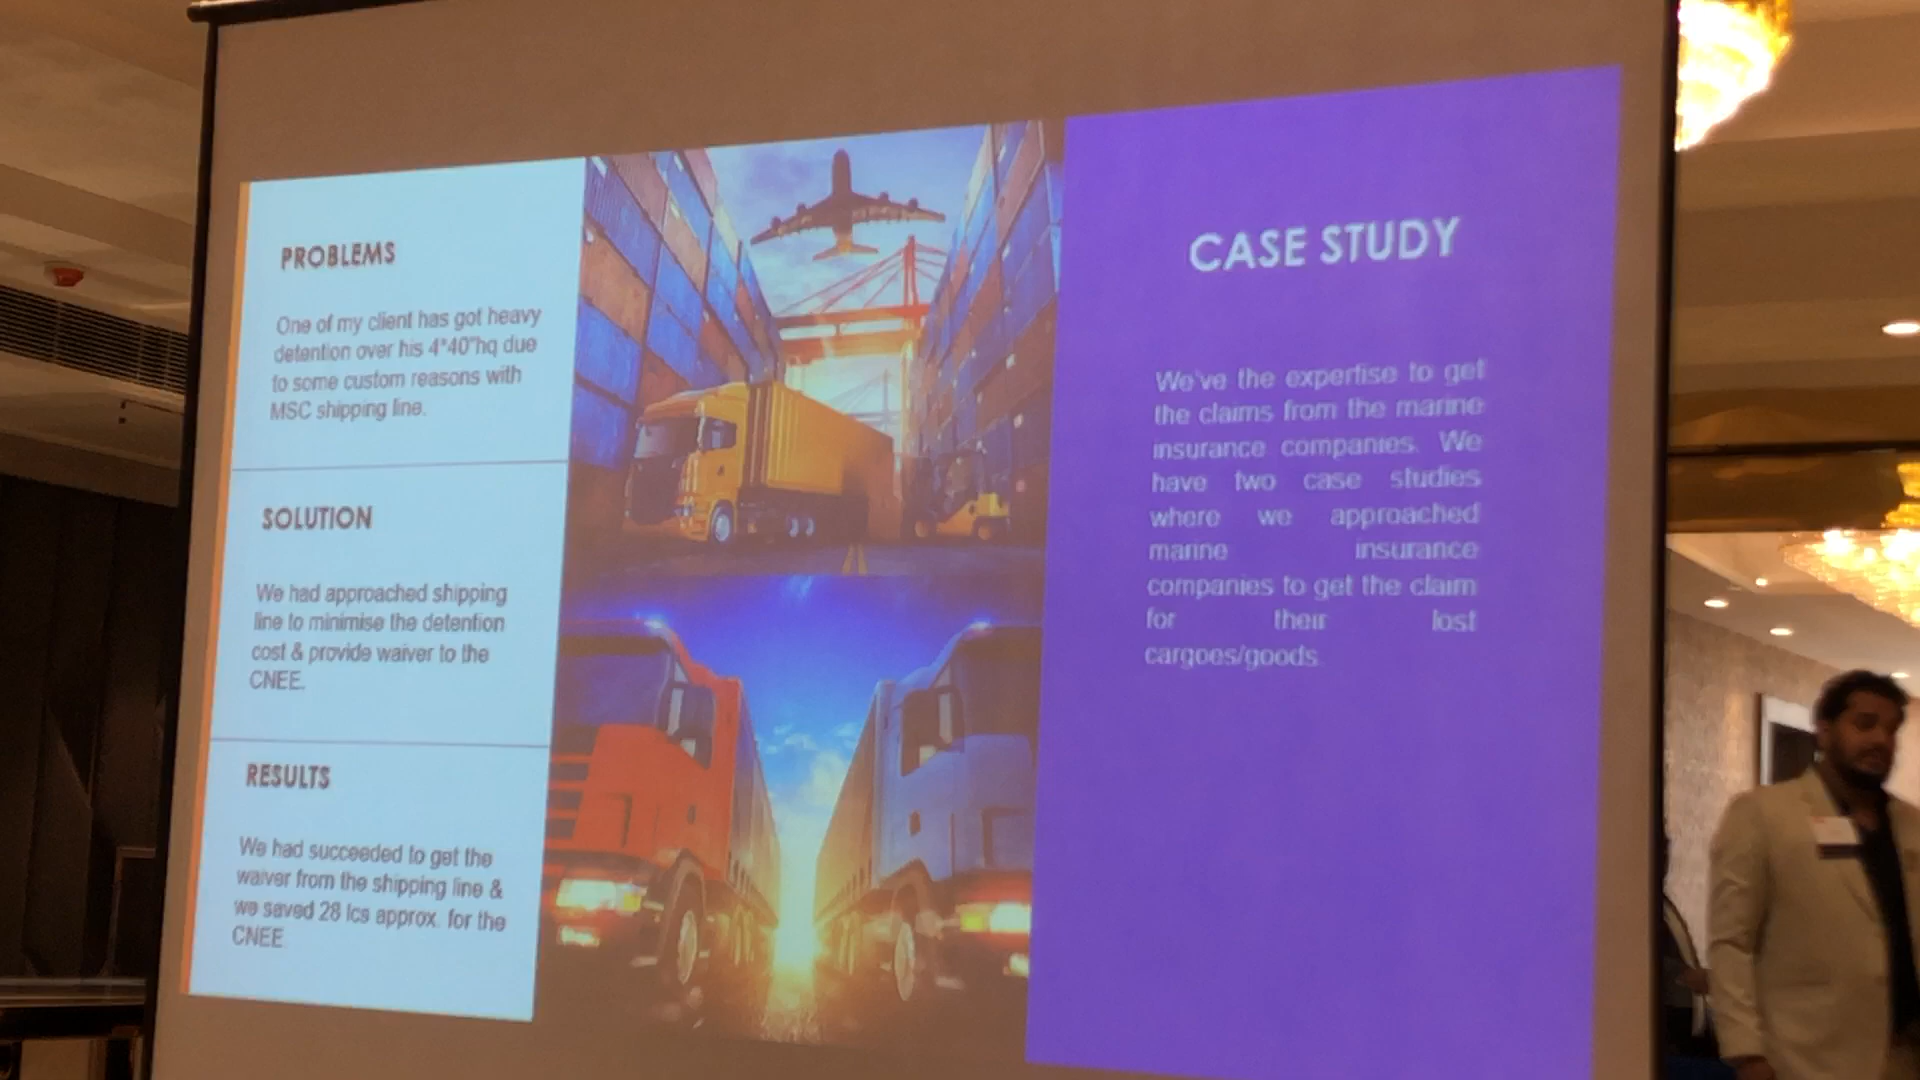 PROBLEMS
One of my client has got heavy
detention over his 4*40"hq due
to some custom reasons with
MSC shipping line.
SOLUTION
We had approached shipping
line to minimise the detention
cost & provide waiver to the
CNEE.
RESULTS
We had succeeded to get the
waiver from the shipping line &
we saved 28 lcs approx. for the
CNEE.
CASE STUDY
We've the expertise to get
the claims from the marine
insurance companies. We
have two case studies
where we approached
marine insurance
companies to get the claim
for their lost
cargoes/goods.